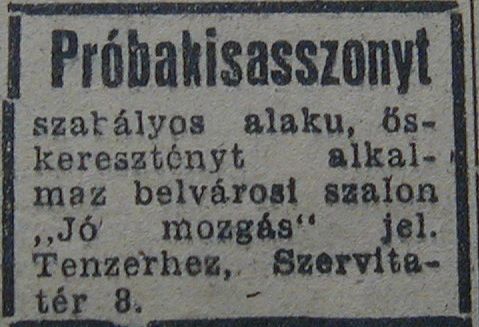 Próbakisasszonyt
szabályos alaku, ős-
keresztényt alkal-
maz belvárosi szalon
„Jó mozgás“ jel.
Tenzerhez, Szervita-
tér 8.